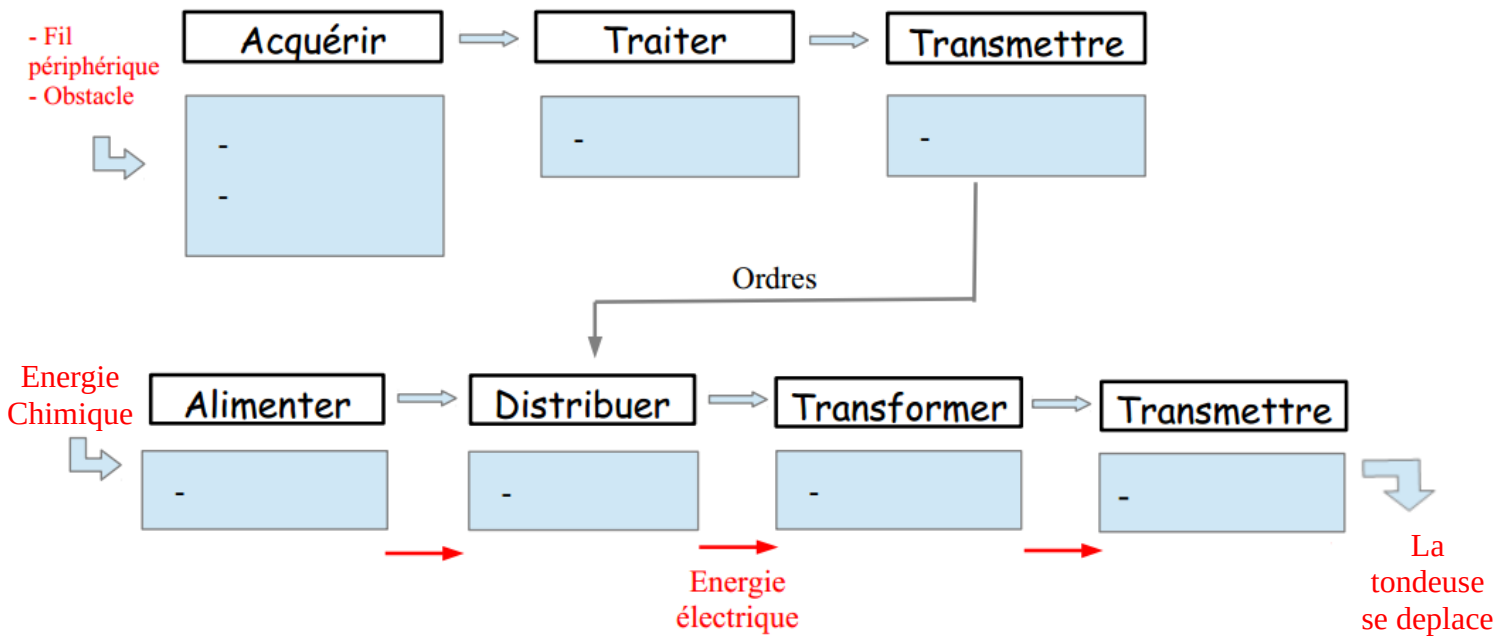 - Fil
périphérique
- Obstacle
Acquérir
Traiter
Transmettre
-
-
-
-
Ordres
Energie
Chimique
Alimenter
Distribuer
Transformer
Transmettre
-
-
-
-
Energie
électrique
La
tondeuse
se deplace